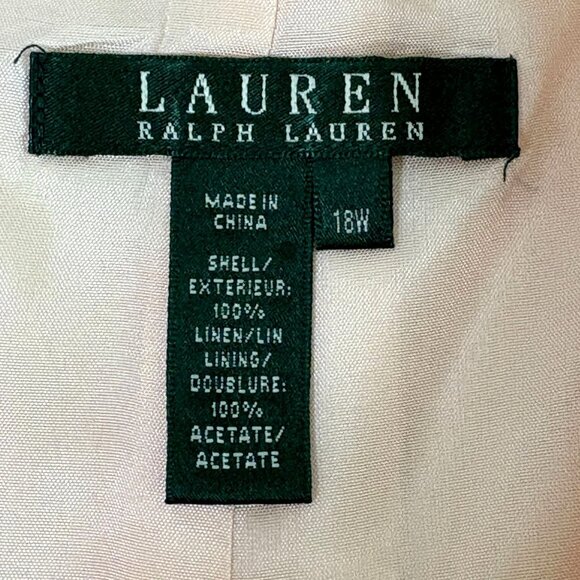 LAUREN
RALPH LAUREN
MADE IN
CHINA
18W
SHELL/
EXTERIEUR:
100%
LINEN/LIN
LINING/
DOUBLURE:
100%
ACETATE/
ACETATE